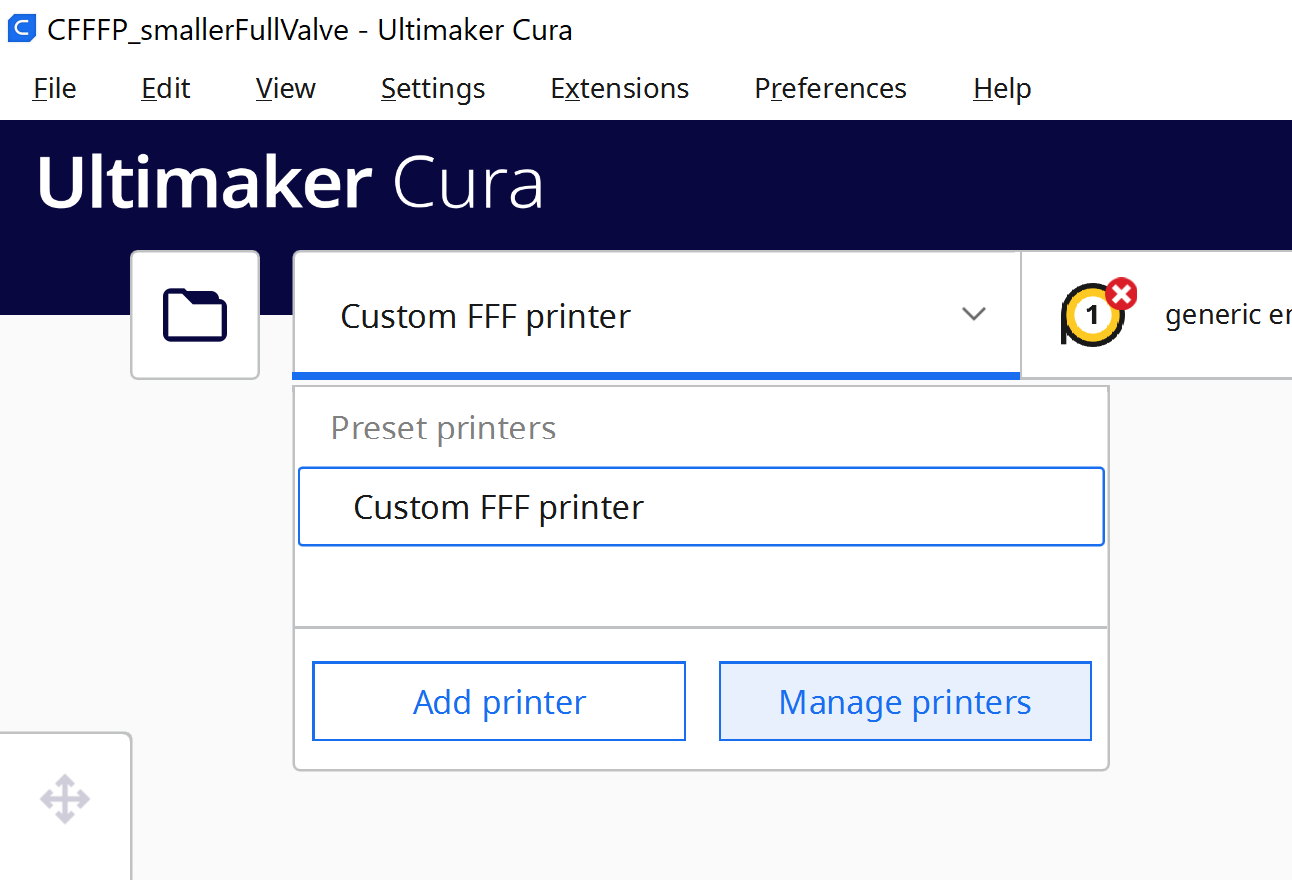 CFFFP_smallerFullValve - Ultimaker Cura
File Edit View Settings Extensions Preferences Help
Ultimaker Cura
Custom FFF printer
1
generic
Preset printers
Custom FFF printer
Add printer
Manage printers